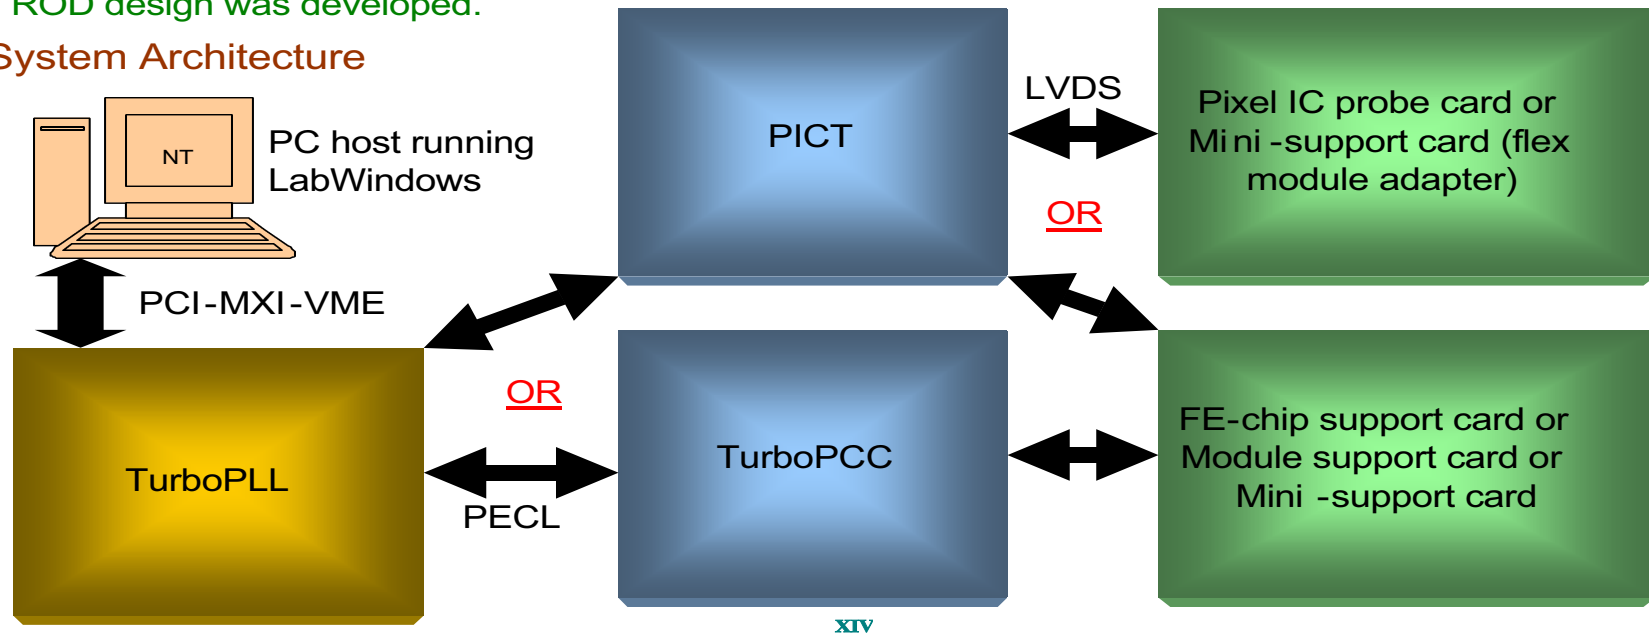 ROD design was developed.
System Architecture
NT
PC host running
LabWindows
PCI-MXI-VME
TurboPLL
OR
PECL
PICT
TurboPCC
LVDS
OR
Pixel IC probe card or
Mini -support card (flex
module adapter)
FE-chip support card or
Module support card or
Mini -support card
XIV